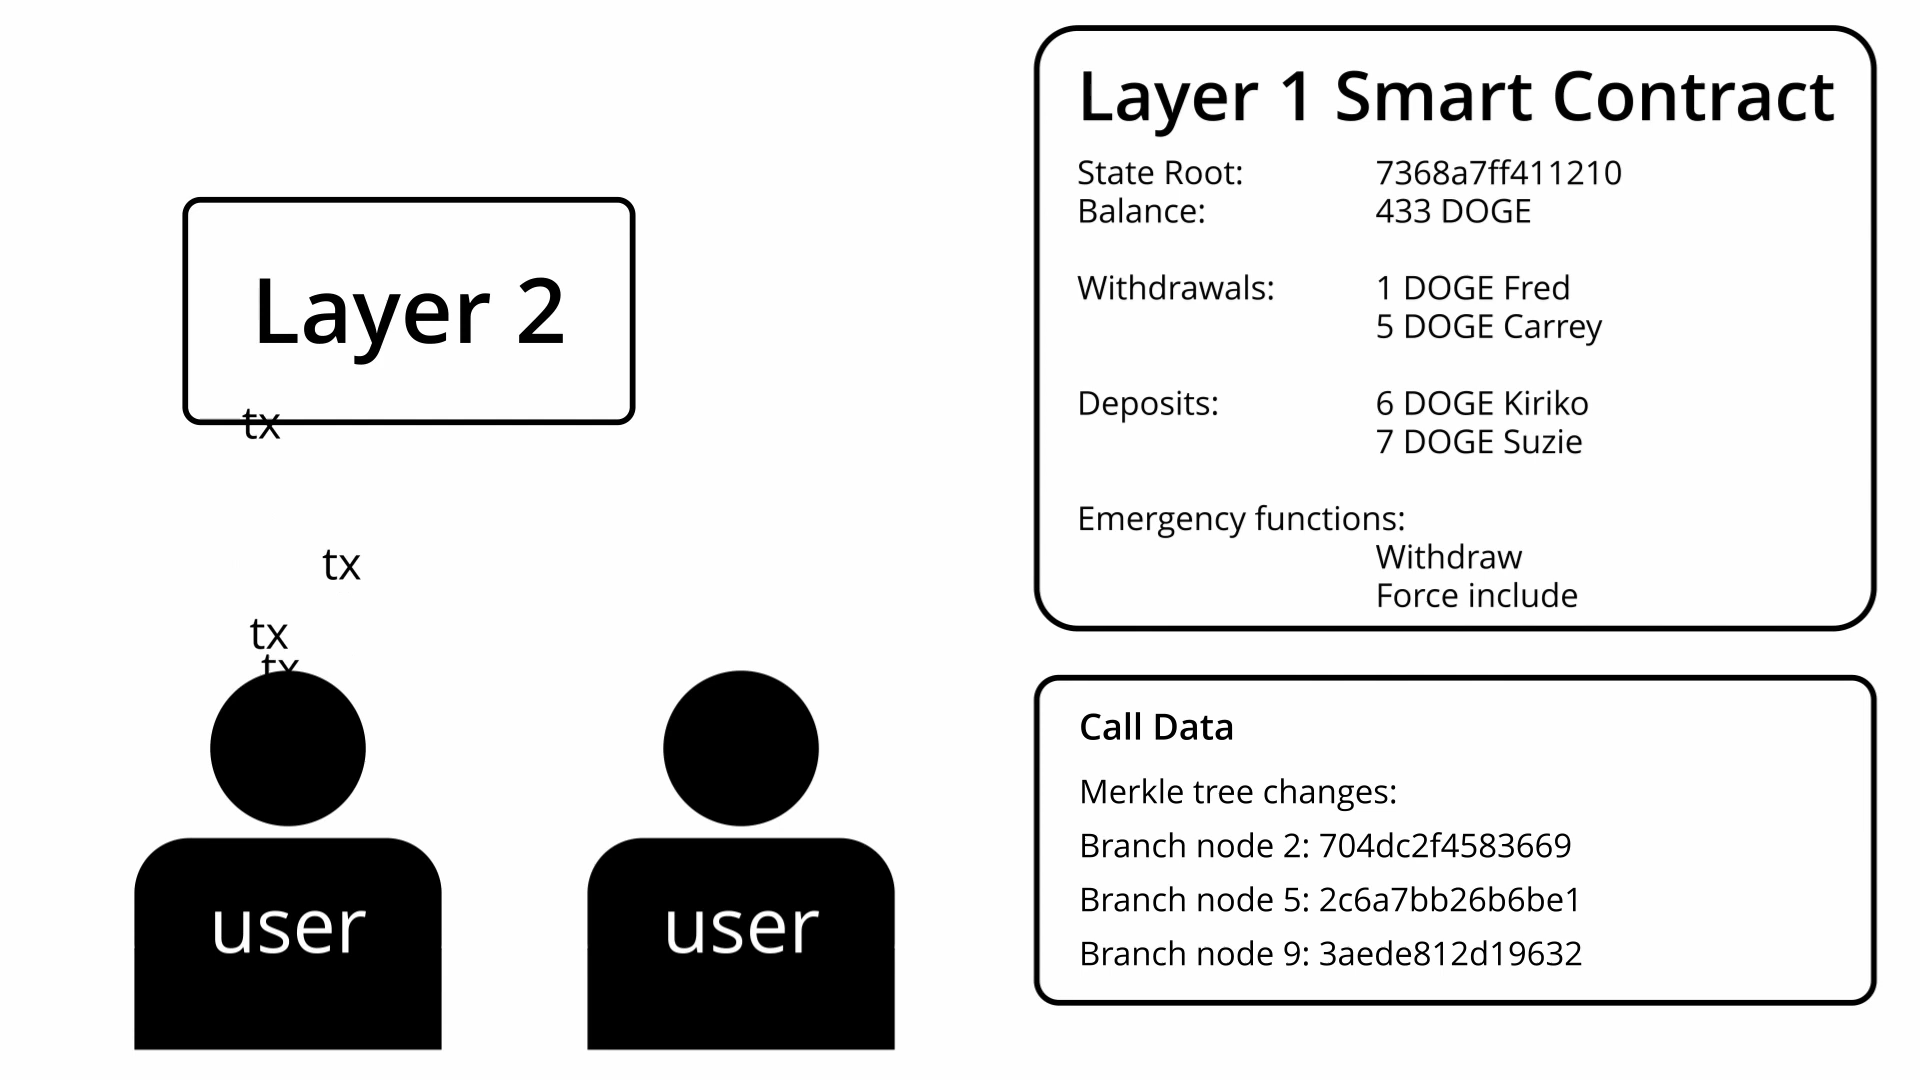 Layer 2
tx
tx
tx
tx
user
user
Layer 1 Smart Contract
State Root: 7368a7ff411210
Balance: 433 DOGE
Withdrawals: 1 DOGE Fred
5 DOGE Carrey
Deposits: 6 DOGE Kiriko
7 DOGE Suzie
Emergency functions:
Withdraw
Force include
Call Data
Merkle tree changes:
Branch node 2: 704dc2f4583669
Branch node 5: 2c6a7bb26b6be1
Branch node 9: 3aede812d19632